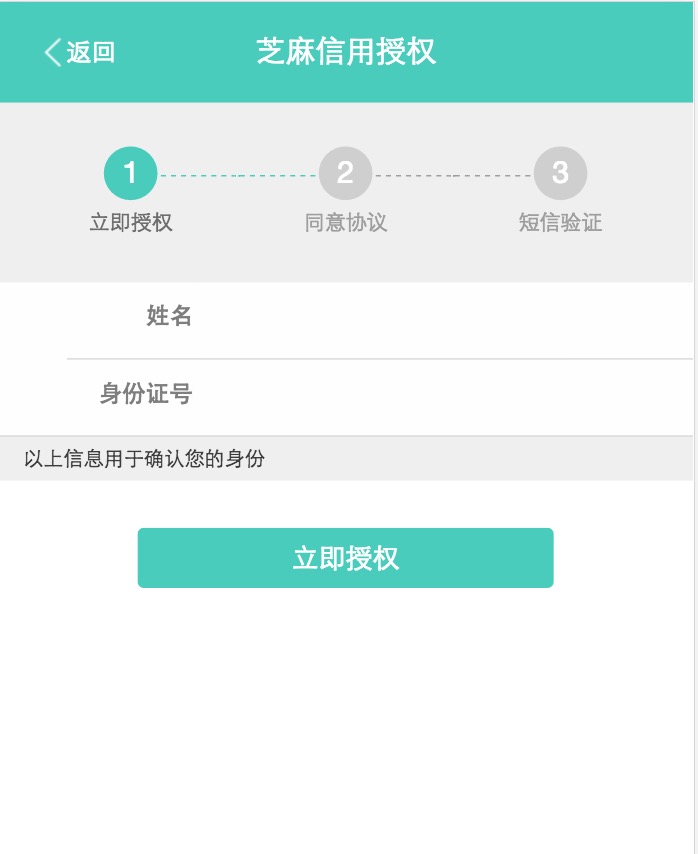 返回 芝麻信用授权
1 2 3
立即授权 同意协议 短信验证
姓名
身份证号
以上信息用于确认您的身份
立即授权